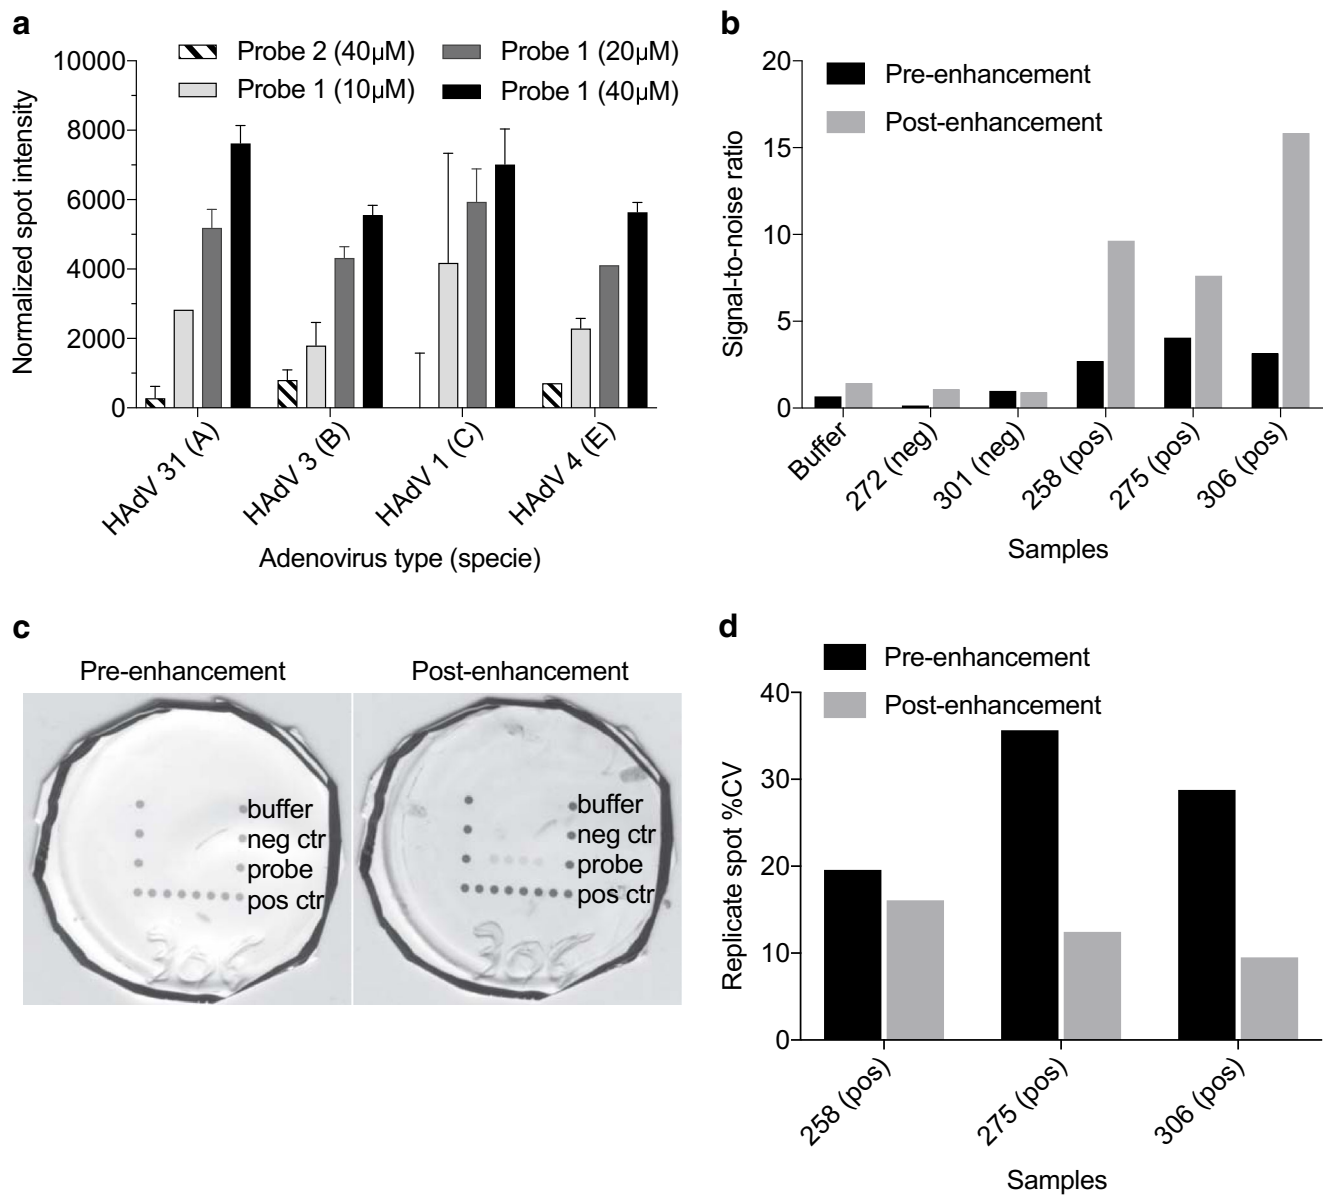 a
Probe 2 (40µM)
Probe 1 (20µM)
Probe 1 (10µM)
Probe 1 (40µM)
Normalized spot intensity
10000
8000
6000
4000
2000
0
HAdV 31 (A)
HAdV 3 (B)
HAdV 1 (C)
HAdV 4 (E)
Adenovirus type (specie)
b
Pre-enhancement
Post-enhancement
Signal-to-noise ratio
20
15
10
5
0
Buffer
272 (neg)
301 (neg)
258 (pos)
275 (pos)
306 (pos)
Samples
c
Pre-enhancement
Post-enhancement
buffer
neg ctr
probe
pos ctr
306
buffer
neg ctr
probe
pos ctr
306
d
Pre-enhancement
Post-enhancement
Replicate spot %CV
40
30
20
10
0
258 (pos)
275 (pos)
306 (pos)
Samples